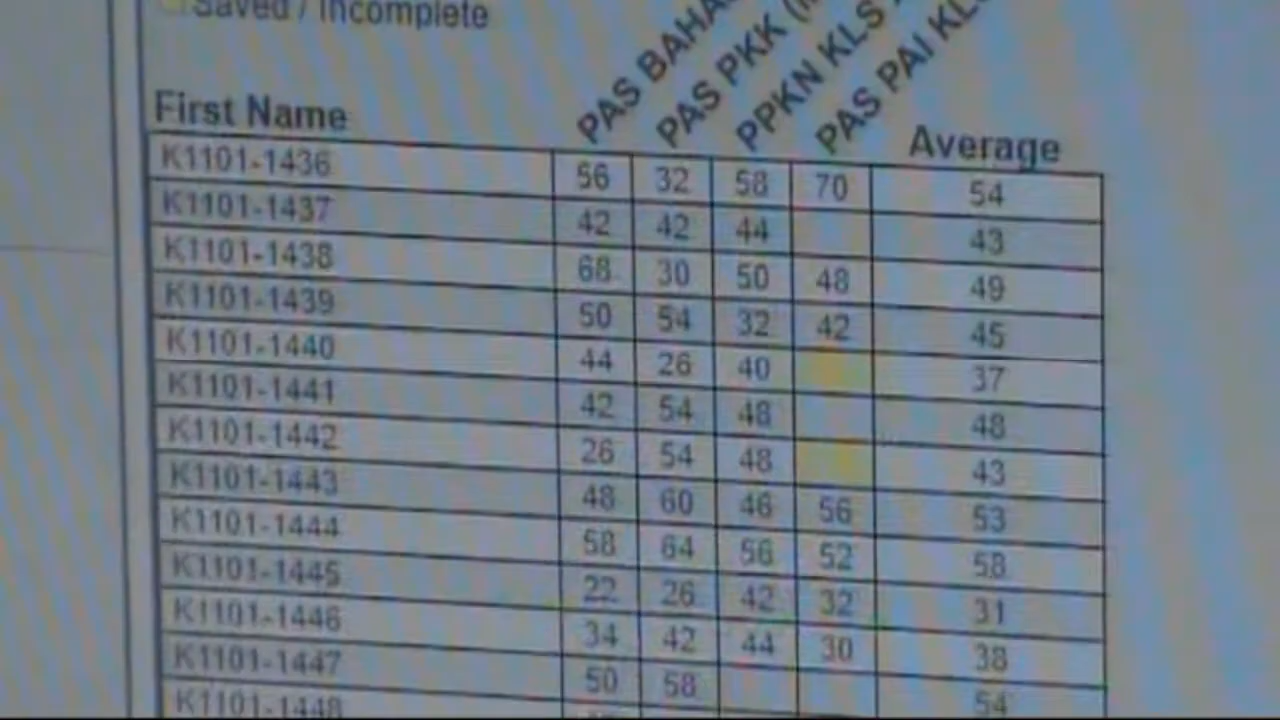 Saved / Incomplete
First Name PAS BAHA PAS PKK PPKN KLS PAS PAI Average
K1101-1436 56 32 58 70 54
K1101-1437 42 42 44 43
K1101-1438 68 30 50 48 49
K1101-1439 50 54 32 42 45
K1101-1440 44 26 40 37
K1101-1441 42 54 48 48
K1101-1442 26 54 48 43
K1101-1443 48 60 46 56 53
K1101-1444 58 64 56 52 58
K1101-1445 22 26 42 32 31
K1101-1446 34 42 44 30 38
K1101-1447 50 58 54
K1101-1448